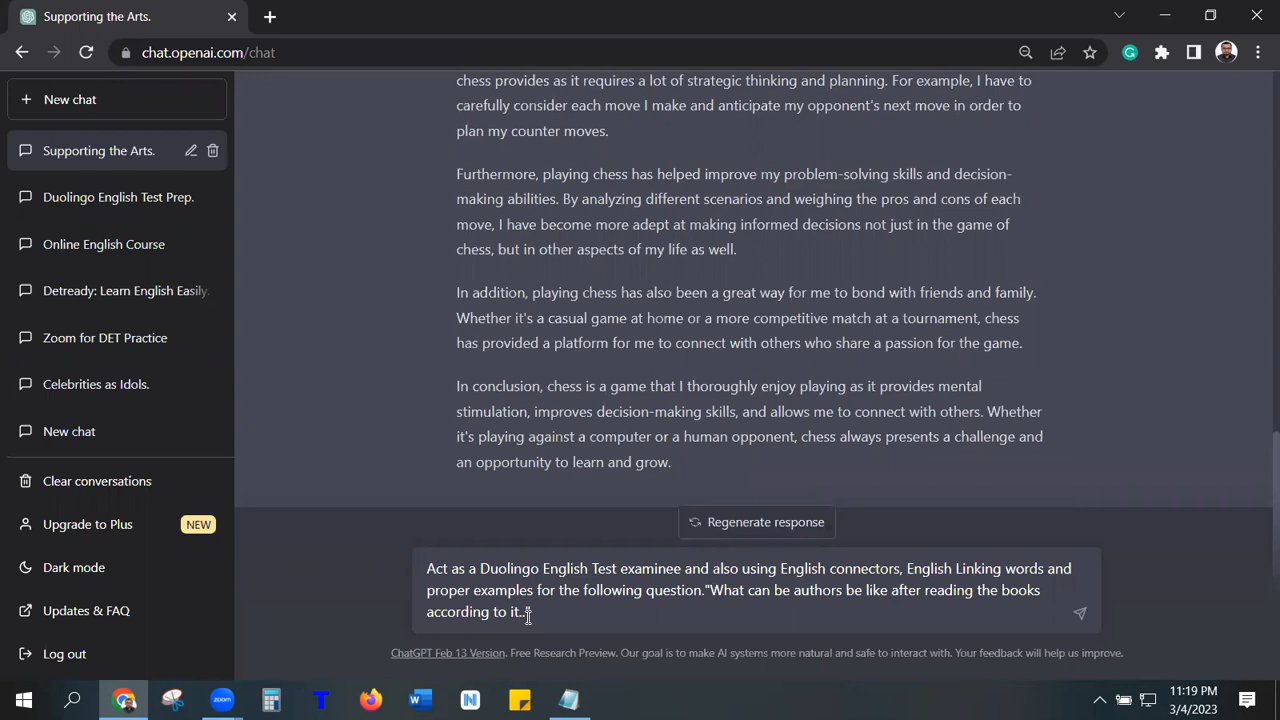 Supporting the Arts.
chat.openai.com/chat
New chat
Supporting the Arts.
Duolingo English Test Prep.
Online English Course
Detready: Learn English Easily.
Zoom for DET Practice
Celebrities as Idols.
New chat
Clear conversations
Upgrade to Plus NEW
Dark mode
Updates & FAQ
Log out
chess provides as it requires a lot of strategic thinking and planning. For example, I have to
carefully consider each move I make and anticipate my opponent's next move in order to
plan my counter moves.
Furthermore, playing chess has helped improve my problem-solving skills and decision-
making abilities. By analyzing different scenarios and weighing the pros and cons of each
move, I have become more adept at making informed decisions not just in the game of
chess, but in other aspects of my life as well.
In addition, playing chess has also been a great way for me to bond with friends and family.
Whether it's a casual game at home or a more competitive match at a tournament, chess
has provided a platform for me to connect with others who share a passion for the game.
In conclusion, chess is a game that I thoroughly enjoy playing as it provides mental
stimulation, improves decision-making skills, and allows me to connect with others. Whether
it's playing against a computer or a human opponent, chess always presents a challenge and
an opportunity to learn and grow.
Regenerate response
Act as a Duolingo English Test examinee and also using English connectors, English Linking words and
proper examples for the following question."What can be authors be like after reading the books
according to it.."
ChatGPT Feb 13 Version. Free Research Preview. Our goal is to make AI systems more natural and safe to interact with. Your feedback will help us improve.
zoom
T
W
N
11:19 PM
3/4/2023